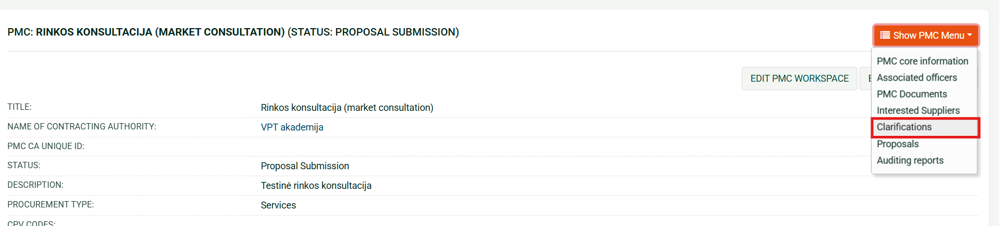 PMC: RINKOS KONSULTACIJA (MARKET CONSULTATION) (STATUS: PROPOSAL SUBMISSION)
Show PMC Menu
PMC core information
Associated officers
PMC Documents
Interested Suppliers
Clarifications
Proposals
Auditing reports
EDIT PMC WORKSPACE
TITLE: Rinkos konsultacija (market consultation)
NAME OF CONTRACTING AUTHORITY: VPT akademija
PMC CA UNIQUE ID:
STATUS: Proposal Submission
DESCRIPTION: Testinė rinkos konsultacija
PROCUREMENT TYPE: Services
CPV CODES: